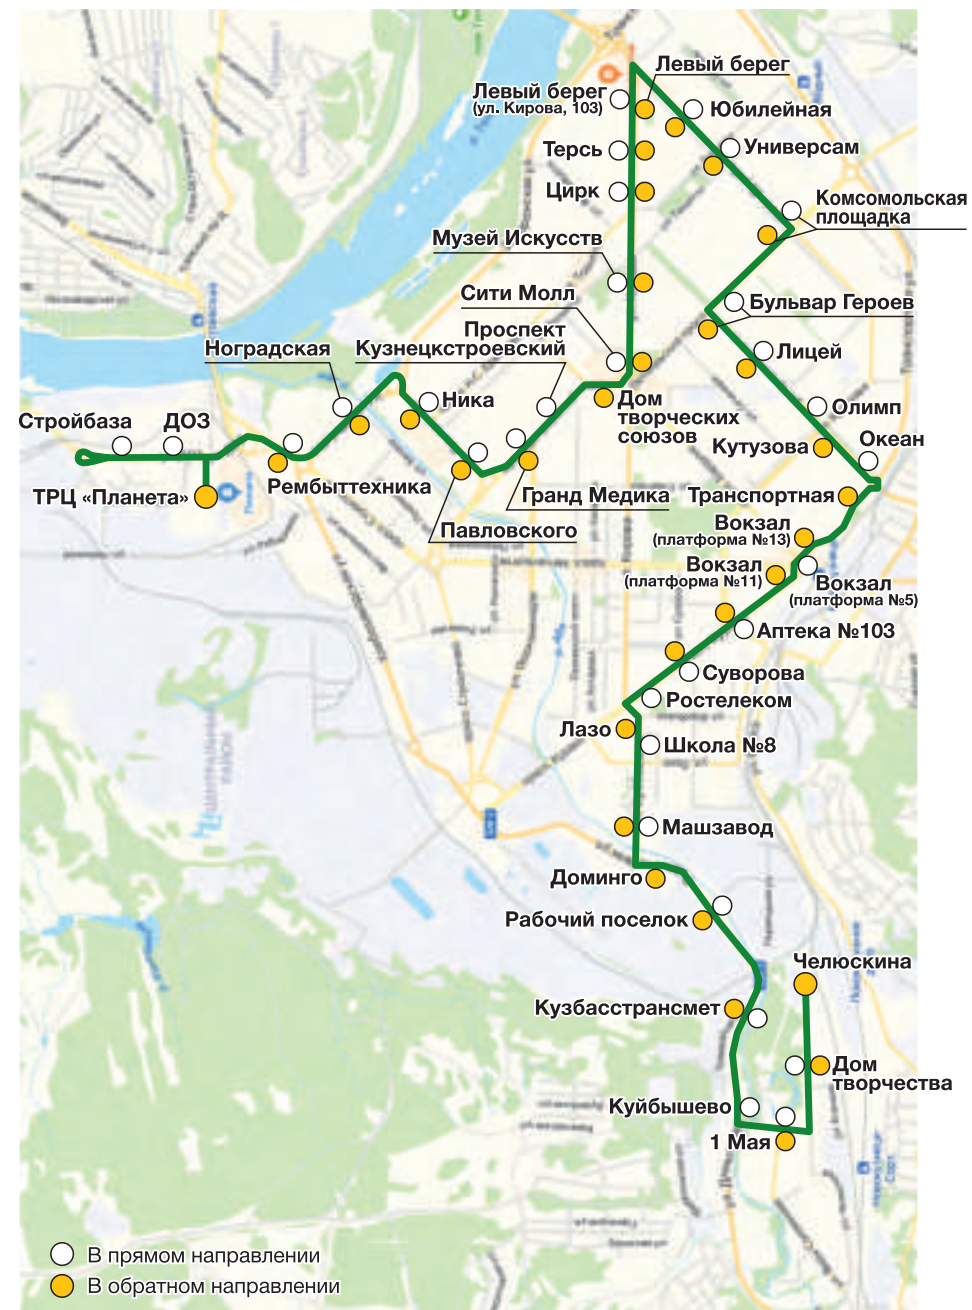 Левый берег
Левый берег
(ул. Кирова, 103)
Юбилейная
Терсь
Универсам
Цирк
Комсомольская
площадка
Музей Искусств
Сити Молл
Бульвар Героев
Проспект
Кузнецкстроевский
Ноградская
Лицей
Ника
Дом
творческих
союзов
Олимп
Стройбаза
ДОЗ
Кутузова
Океан
Рембыттехника
ТРЦ «Планета»
Гранд Медика
Транспортная
Павловского
Вокзал
(платформа №13)
Вокзал
(платформа №11)
Вокзал
(платформа №5)
Аптека №103
Суворова
Ростелеком
Лазо
Школа №8
Машзавод
Доминго
Рабочий поселок
Челюскина
Кузбасстрансмет
Дом
творчества
Куйбышево
1 Мая
В прямом направлении
В обратном направлении